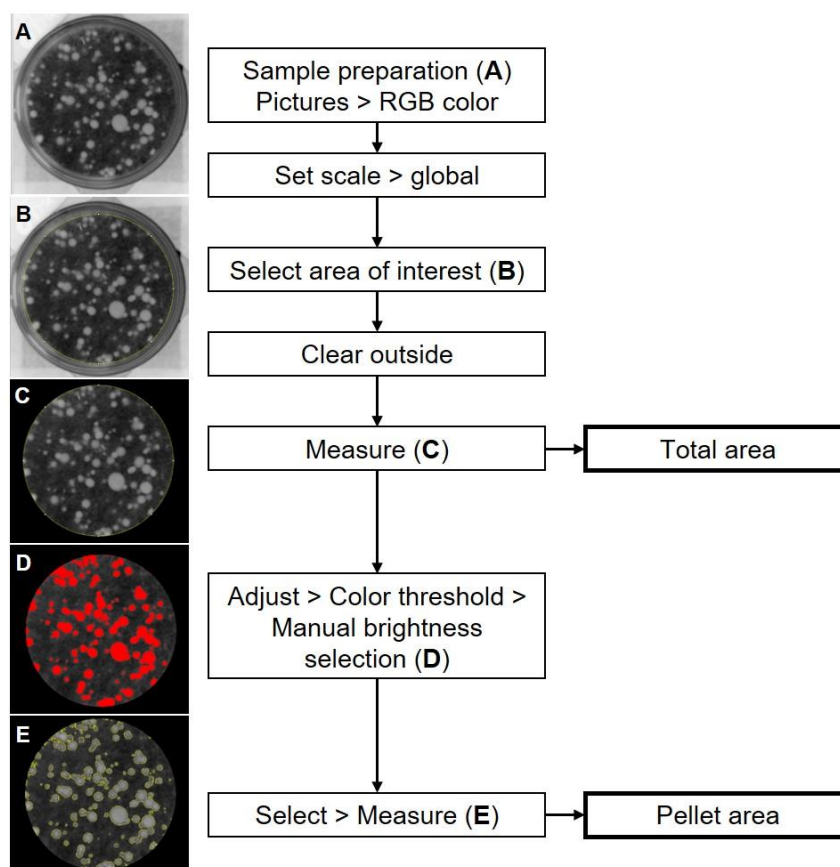 A
Sample preparation (A)
Pictures > RGB color
Set scale > global
B
Select area of interest (B)
Clear outside
C
Measure (C)
Total area
D
Adjust > Color threshold >
Manual brightness
selection (D)
E
Select > Measure (E)
Pellet area